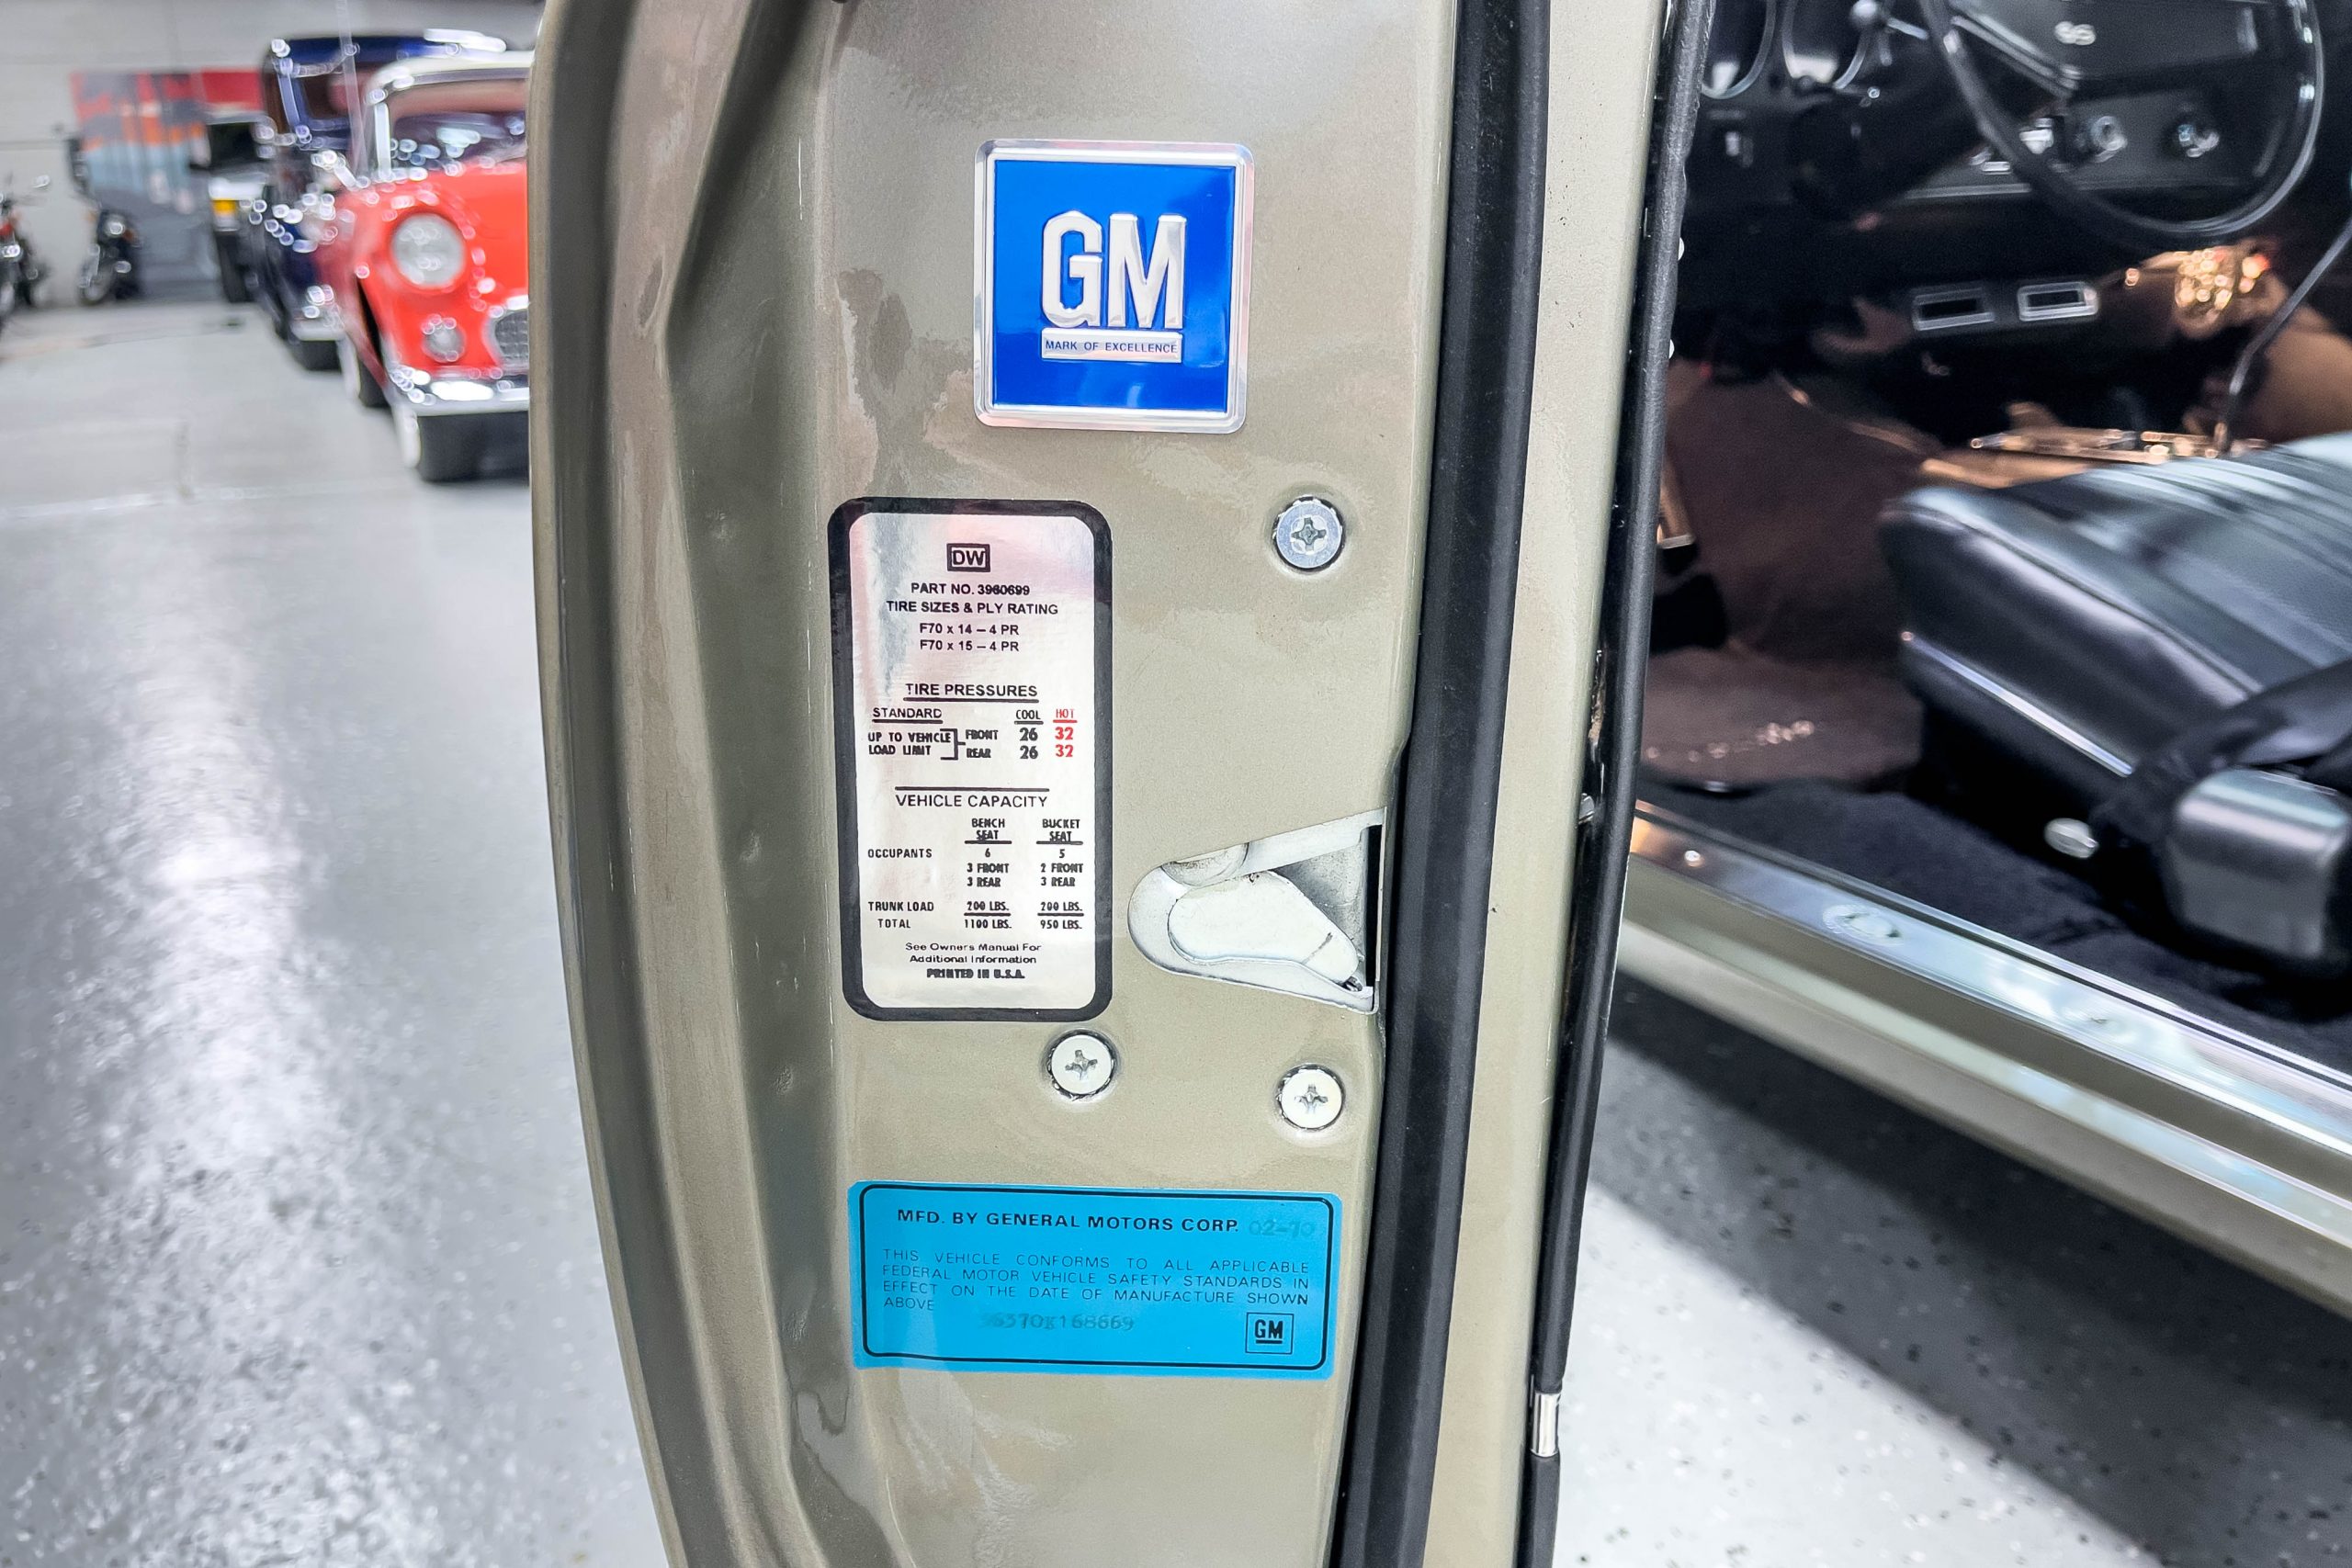 SS
GM
MARK OF EXCELLENCE
DW
PART NO. 3960699
TIRE SIZES & PLY RATING
F70 x 14 – 4 PR
F70 x 15 – 4 PR
TIRE PRESSURES
STANDARD COOL HOT
UP TO VEHICLE LOAD LIMIT FRONT 26 32
REAR 26 32
VEHICLE CAPACITY
BENCH SEAT BUCKET SEAT
OCCUPANTS 6 5
3 FRONT 2 FRONT
3 REAR 3 REAR
TRUNK LOAD 200 LBS. 200 LBS.
TOTAL 1100 LBS. 950 LBS.
See Owners Manual For
Additional Information
PRINTED IN U.S.A.
MFD. BY GENERAL MOTORS CORP. 02-70
THIS VEHICLE CONFORMS TO ALL APPLICABLE
FEDERAL MOTOR VEHICLE SAFETY STANDARDS IN
EFFECT ON THE DATE OF MANUFACTURE SHOWN
ABOVE
GM